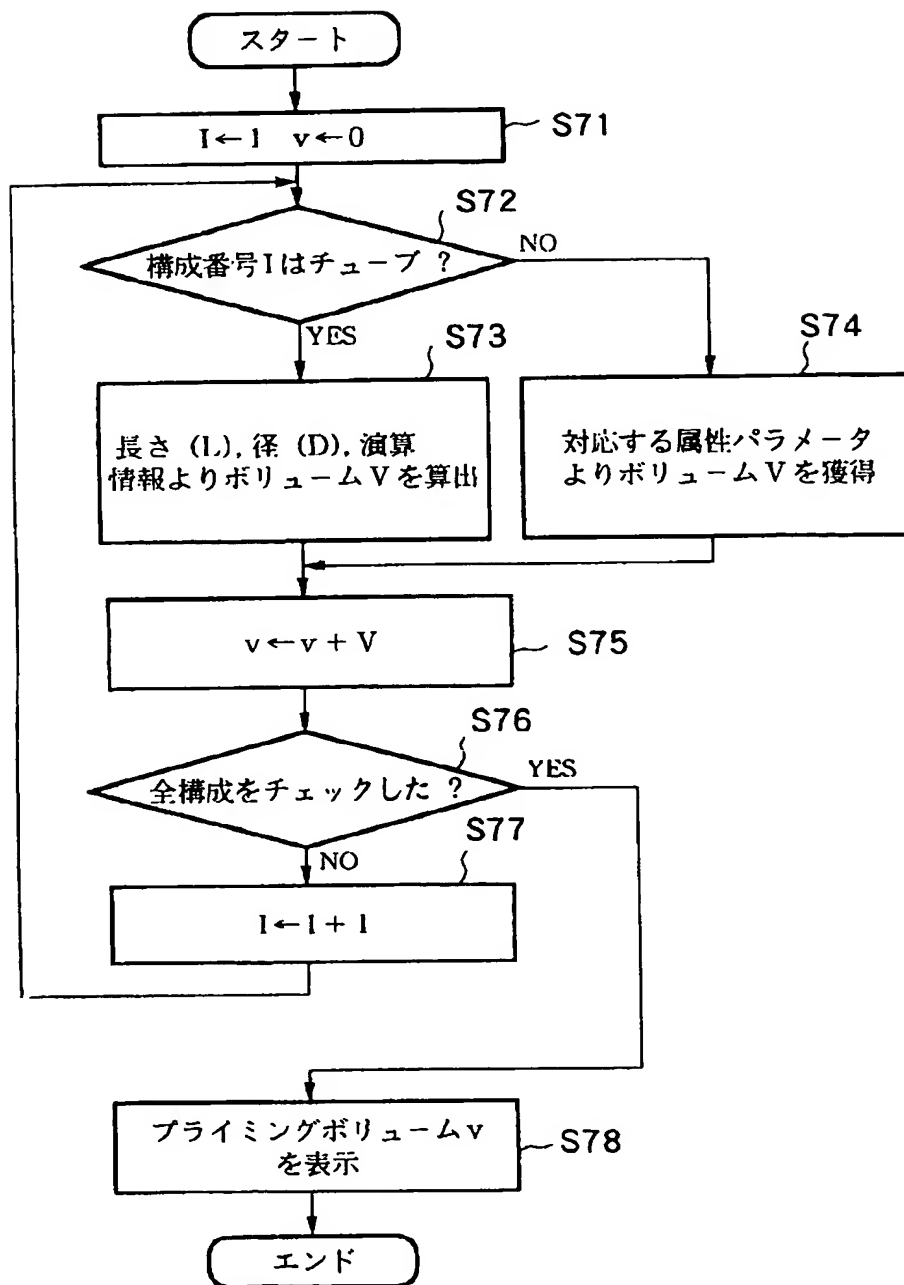 スタート
I←1 v←0
S71
S72
構成番号Iはチューブ ?
NO
YES
S73
S74
長さ (L), 径 (D), 演算
情報よりボリュームVを算出
対応する属性パラメータ
よりボリュームVを獲得
v←v + V
S75
S76
全構成をチェックした ?
YES
S77
NO
I←I + 1
プライミングボリュームv
を表示
S78
エンド